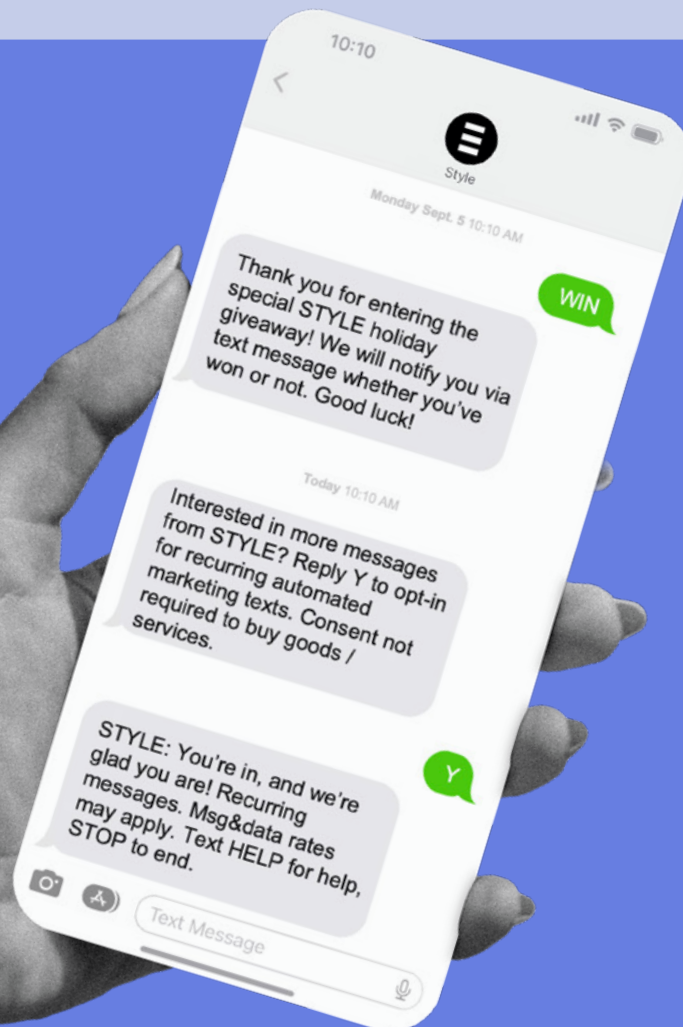 10:10
Style
Monday Sept. 5 10:10 AM
WIN
Thank you for entering the
special STYLE holiday
giveaway! We will notify you via
text message whether you've
won or not. Good luck!
Today 10:10 AM
Interested in more messages
from STYLE? Reply Y to opt-in
for recurring automated
marketing texts. Consent not
required to buy goods /
services.
Y
STYLE: You're in, and we're
glad you are! Recurring
messages. Msg&data rates
may apply. Text HELP for help,
STOP to end.
Text Message